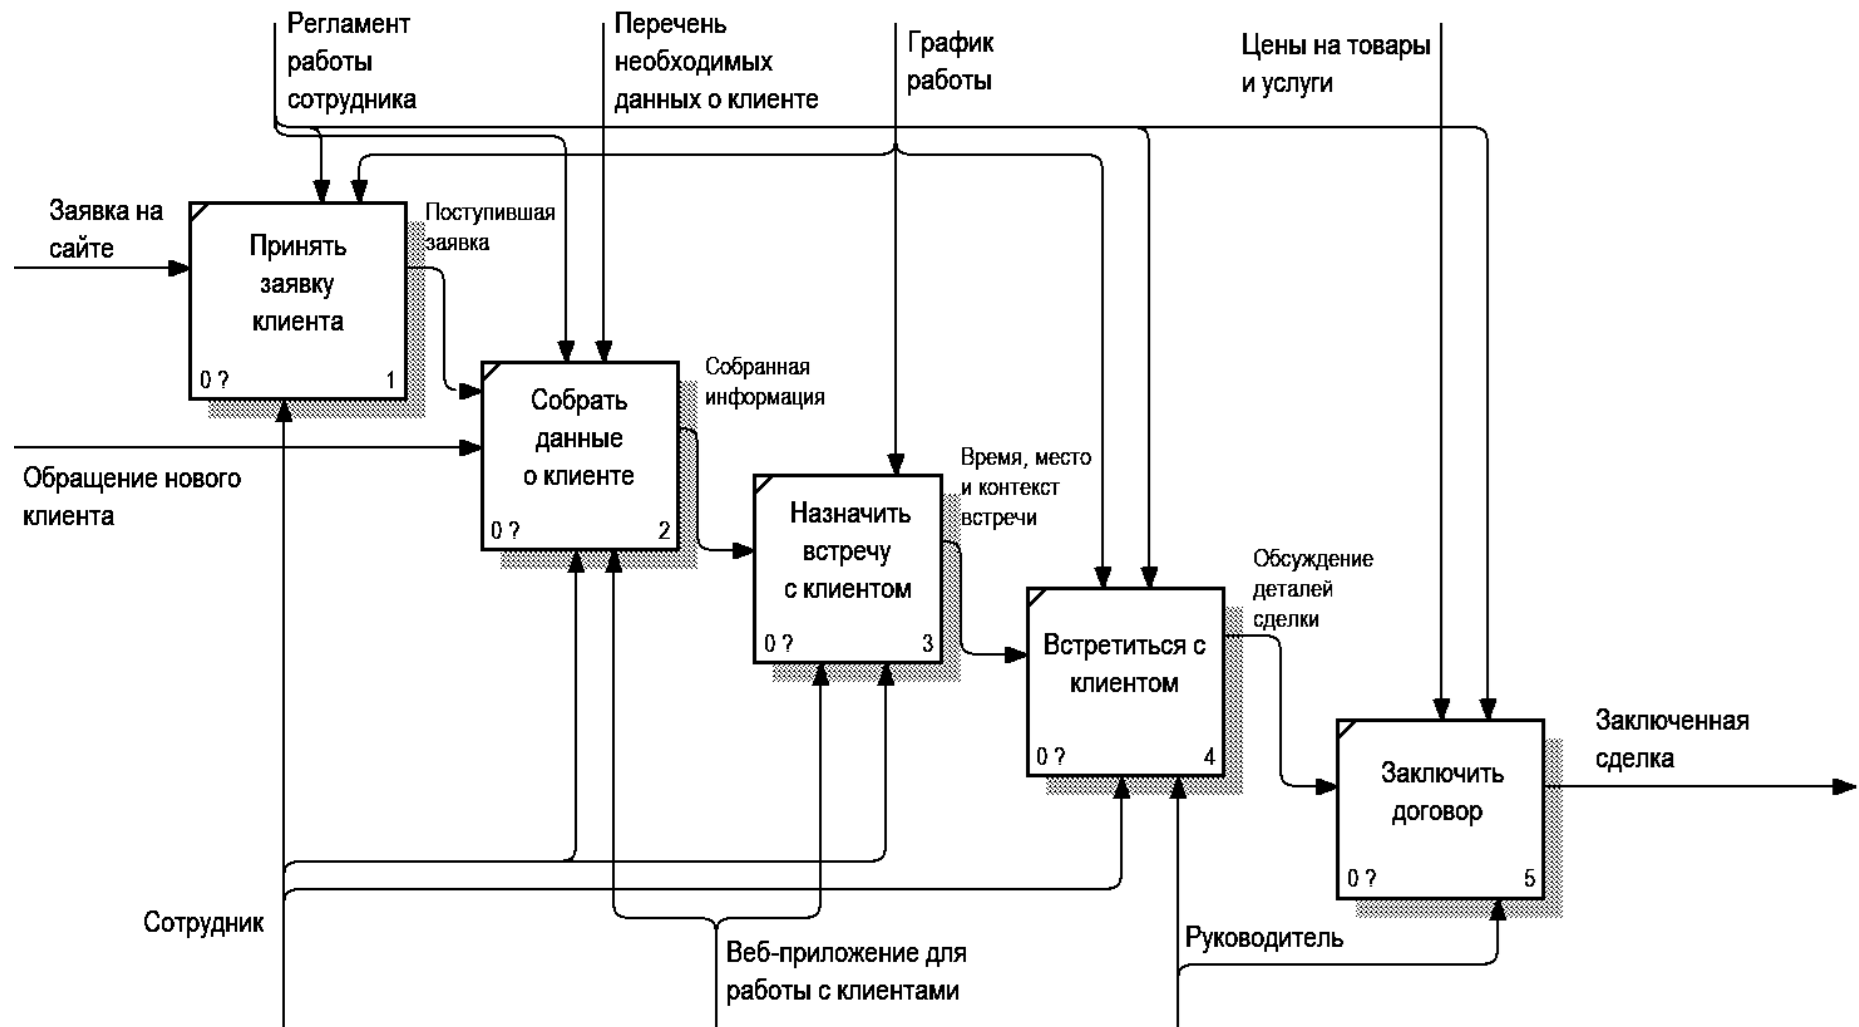 Регламент
работы
сотрудника
Перечень
необходимых
данных о клиенте
График
работы
Цены на товары
и услуги
Заявка на
сайте
Принять
заявку
клиента
0 ?
1
Поступившая
заявка
Обращение нового
клиента
Собрать
данные
о клиенте
0 ?
2
Собранная
информация
Назначить
встречу
с клиентом
0 ?
3
Время, место
и контекст
встречи
Встретиться с
клиентом
0 ?
4
Обсуждение
деталей
сделки
Заключить
договор
0 ?
5
Заключенная
сделка
Сотрудник
Веб-приложение для
работы с клиентами
Руководитель